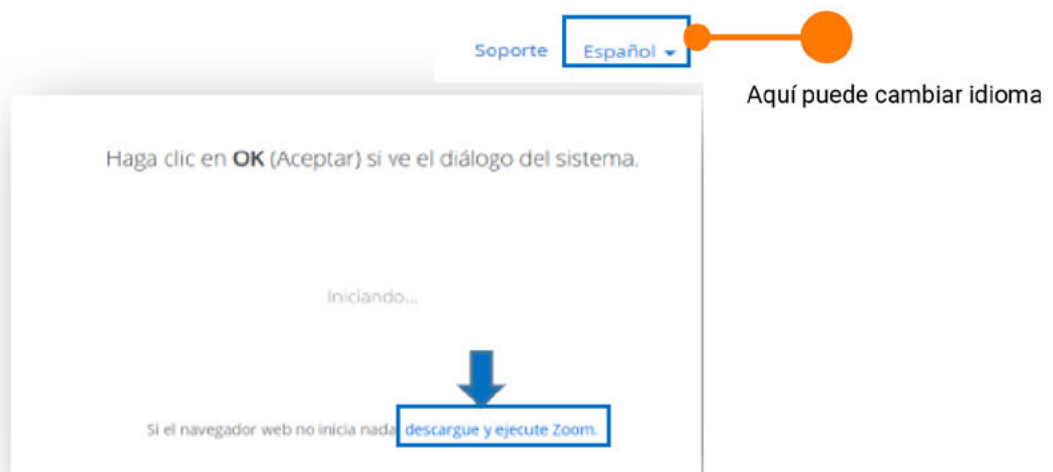 Soporte Español
Aquí puede cambiar idioma
Haga clic en OK (Aceptar) si ve el diálogo del sistema.
Iniciando...
Si el navegador web no inicia nada descargue y ejecute Zoom.